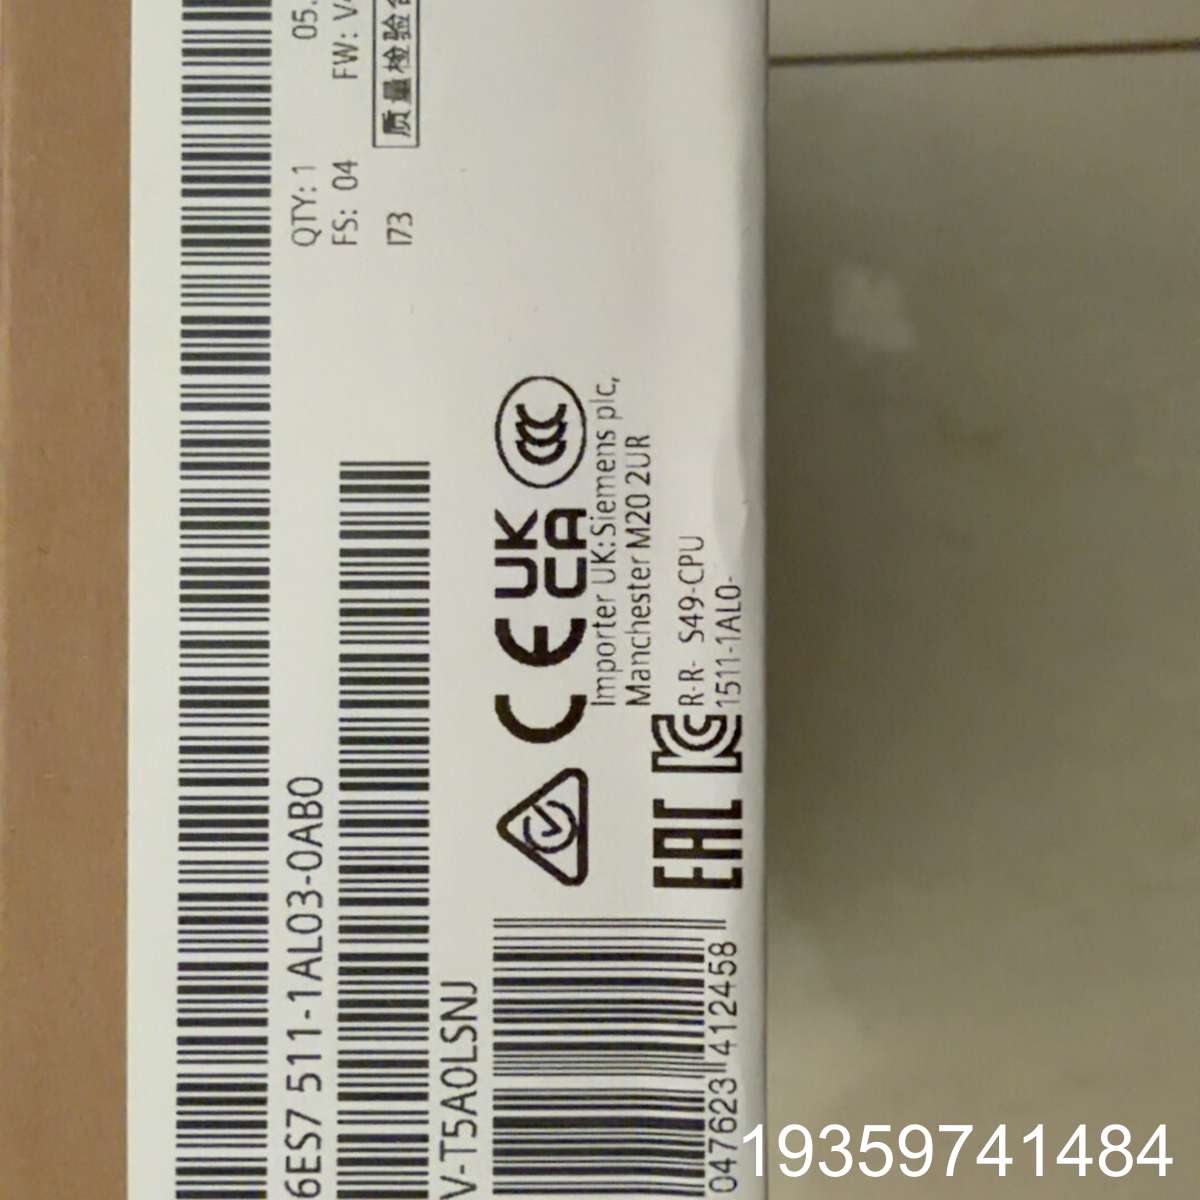 6ES7 511-1AL03-0AB0
QTY: 1
05.
FS: 04
FW: V
质量检验
I73
V-T5A0LSNJ
CE UK CA CCC
Importer UK: Siemens plc,
Manchester M20 2UR
EAC
R-R- S49-CPU
1511-1AL0-
047623 412458
19359741484